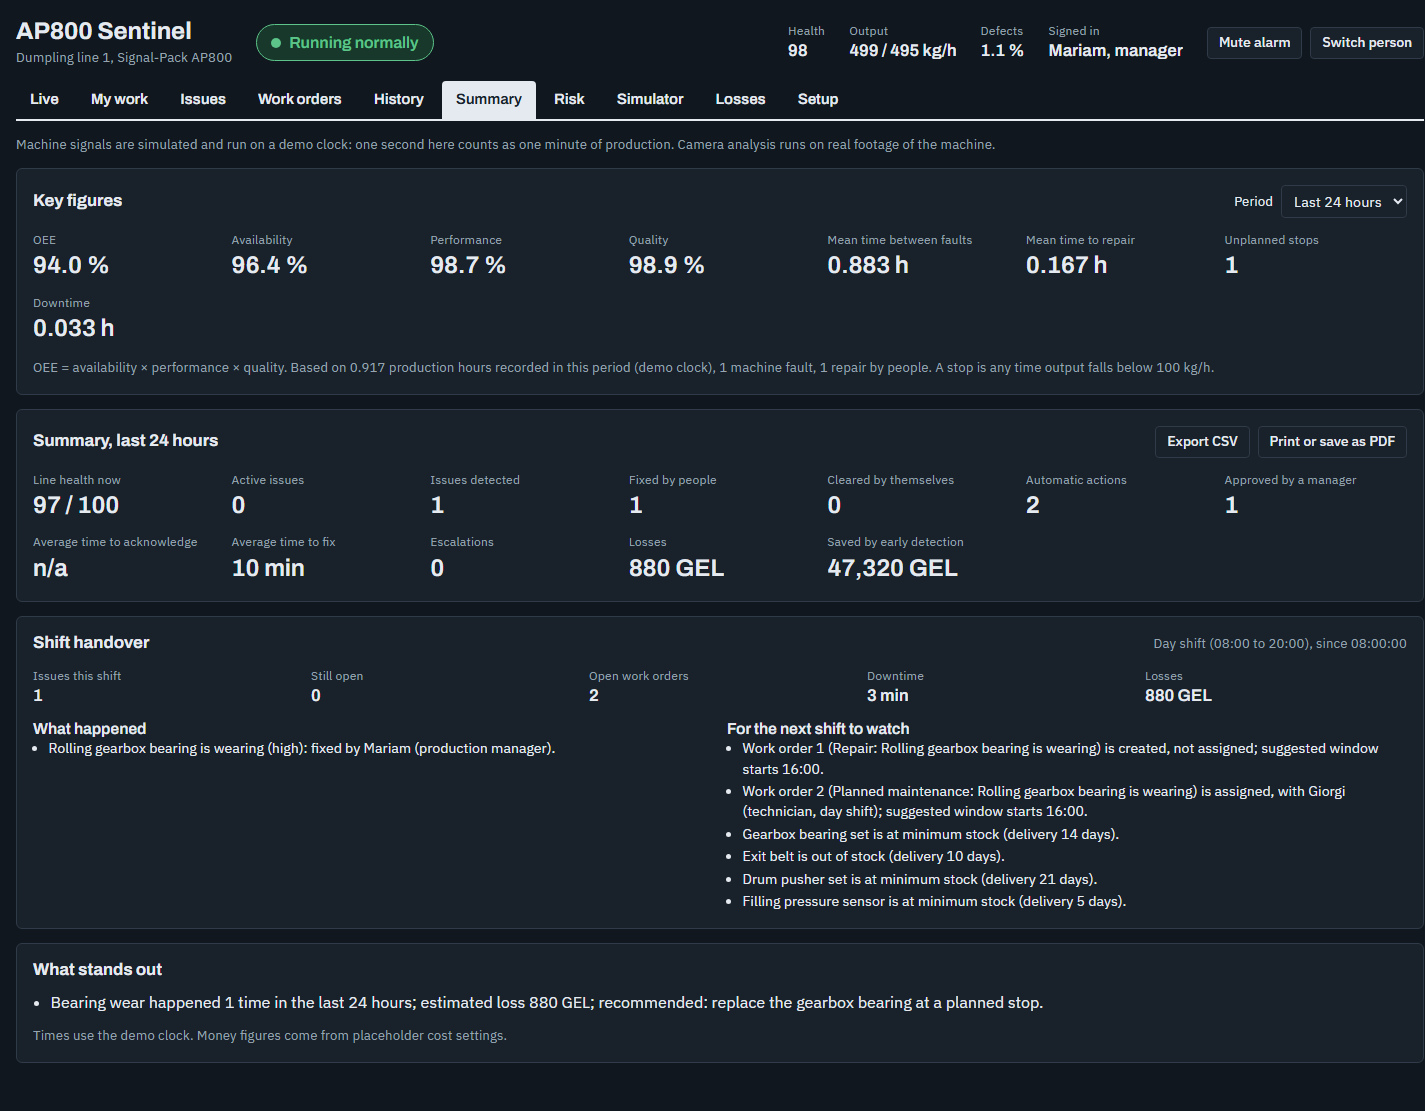 AP800 Sentinel
Dumpling line 1, Signal-Pack AP800
Running normally
Health
98
Output
499 / 495 kg/h
Defects
1.1 %
Signed in
Mariam, manager
Mute alarm
Switch person
Live
My work
Issues
Work orders
History
Summary
Risk
Simulator
Losses
Setup
Machine signals are simulated and run on a demo clock: one second here counts as one minute of production. Camera analysis runs on real footage of the machine.
Key figures
Period
Last 24 hours
OEE
94.0 %
Availability
96.4 %
Performance
98.7 %
Quality
98.9 %
Mean time between faults
0.883 h
Mean time to repair
0.167 h
Unplanned stops
1
Downtime
0.033 h
OEE = availability × performance × quality. Based on 0.917 production hours recorded in this period (demo clock), 1 machine fault, 1 repair by people. A stop is any time output falls below 100 kg/h.
Summary, last 24 hours
Export CSV
Print or save as PDF
Line health now
97 / 100
Active issues
0
Issues detected
1
Fixed by people
1
Cleared by themselves
0
Automatic actions
2
Approved by a manager
1
Average time to acknowledge
n/a
Average time to fix
10 min
Escalations
0
Losses
880 GEL
Saved by early detection
47,320 GEL
Shift handover
Day shift (08:00 to 20:00), since 08:00:00
Issues this shift
1
Still open
0
Open work orders
2
Downtime
3 min
Losses
880 GEL
What happened
• Rolling gearbox bearing is wearing (high): fixed by Mariam (production manager).
For the next shift to watch
• Work order 1 (Repair: Rolling gearbox bearing is wearing) is created, not assigned; suggested window
starts 16:00.
• Work order 2 (Planned maintenance: Rolling gearbox bearing is wearing) is assigned, with Giorgi
(technician, day shift); suggested window starts 16:00.
• Gearbox bearing set is at minimum stock (delivery 14 days).
• Exit belt is out of stock (delivery 10 days).
• Drum pusher set is at minimum stock (delivery 21 days).
• Filling pressure sensor is at minimum stock (delivery 5 days).
What stands out
• Bearing wear happened 1 time in the last 24 hours; estimated loss 880 GEL; recommended: replace the gearbox bearing at a planned stop.
Times use the demo clock. Money figures come from placeholder cost settings.